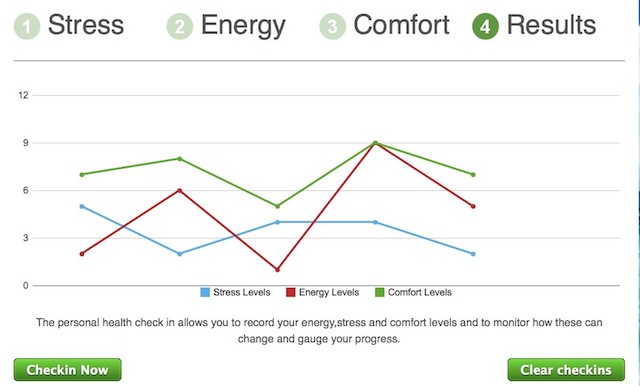 1 Stress 2 Energy 3 Comfort 4 Results
12
9
6
3
0
Stress Levels Energy Levels Comfort Levels
The personal health check in allows you to record your energy,stress and comfort levels and to monitor how these can
change and gauge your progress.
Checkin Now Clear checkins